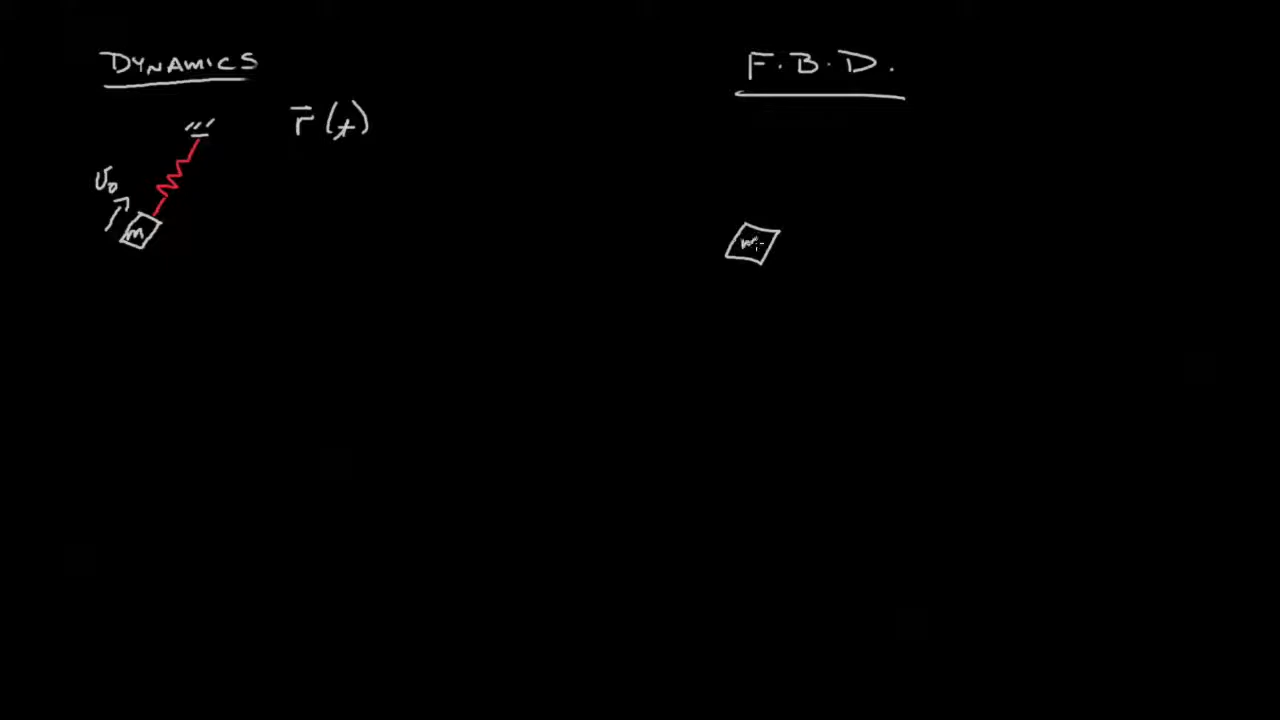 DYNAMICS
r̄ (t)
v₀
m
F.B.D.
m